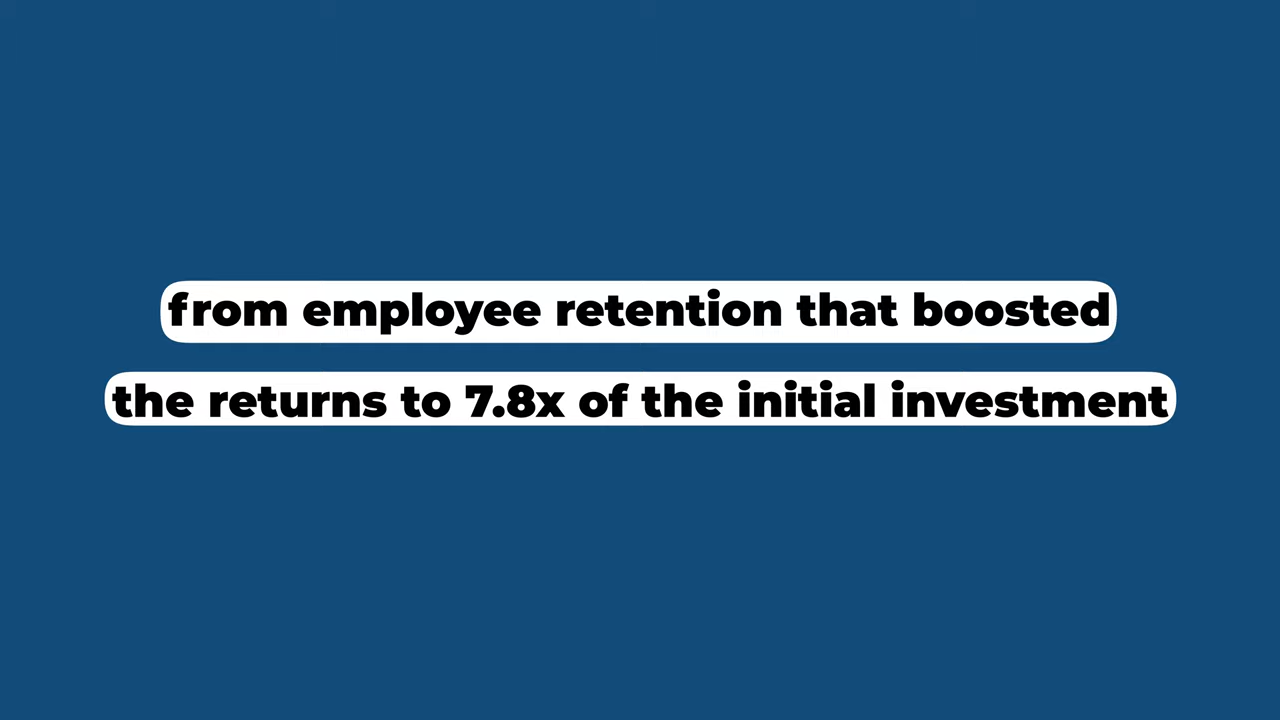 from employee retention that boosted
the returns to 7.8x of the initial investment